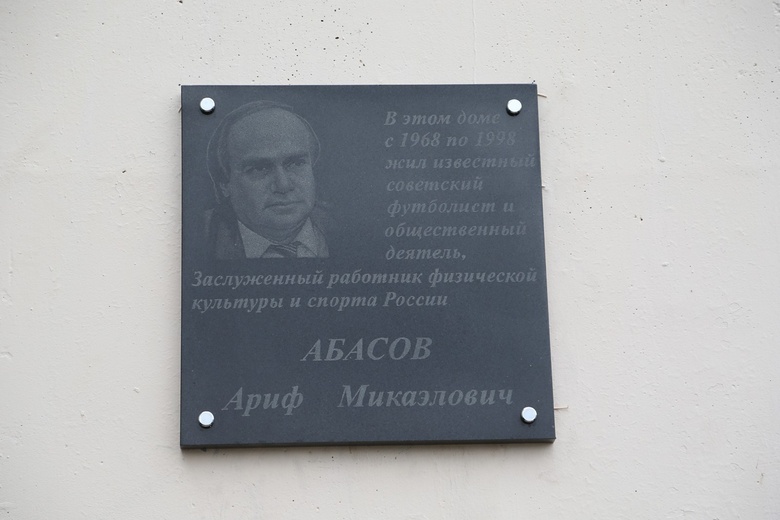 В этом доме
с 1968 по 1998
жил известный
советский
футболист и
общественный
деятель,
Заслуженный работник физической
культуры и спорта России
АБАСОВ
Ариф Микаэлович